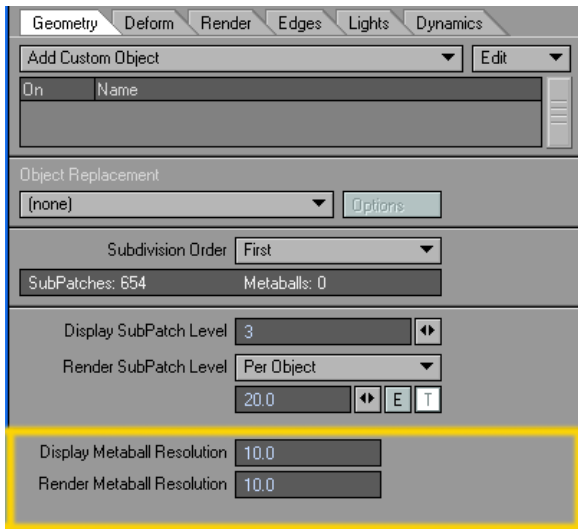 Geometry Deform Render Edges Lights Dynamics
Add Custom Object Edit
On Name
Object Replacement
(none) Options
Subdivision Order First
SubPatches: 654 Metaballs: 0
Display SubPatch Level 3
Render SubPatch Level Per Object
20.0 E T
Display Metaball Resolution 10.0
Render Metaball Resolution 10.0